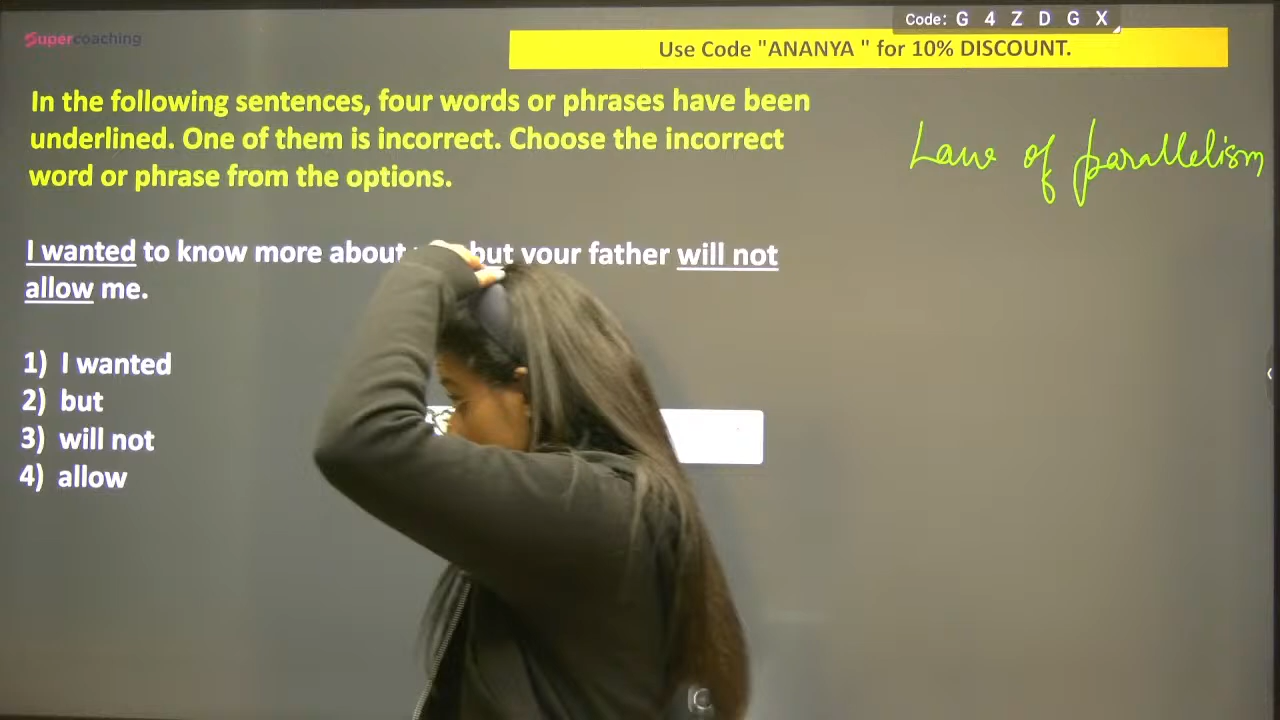 Supercoaching
Code: G 4 Z D G X
Use Code "ANANYA " for 10% DISCOUNT.
In the following sentences, four words or phrases have been
underlined. One of them is incorrect. Choose the incorrect
word or phrase from the options.
Law of parallelism
I wanted to know more about but your father will not
allow me.
1) I wanted
2) but
3) will not
4) allow